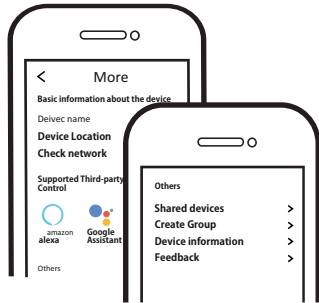 <
More
Basic information about the device
Deivec name
Device Location
Check network
Supported Third-party
Control
amazon
alexa
Google
Assistant
Others
Others
Shared devices >
Create Group >
Device information >
Feedback >